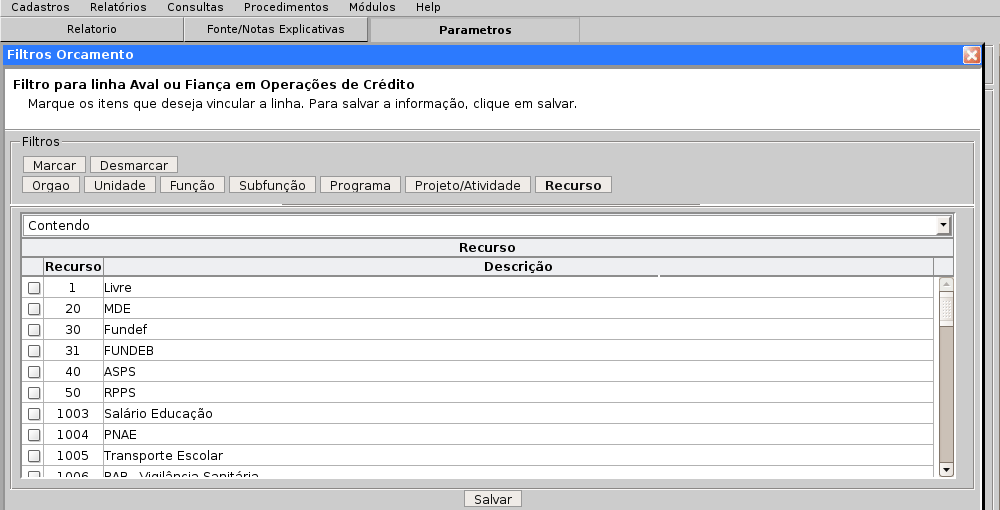 Cadastros Relatórios Consultas Procedimentos Módulos Help
Relatorio Fonte/Notas Explicativas Parametros
Filtros Orcamento
Filtro para linha Aval ou Fiança em Operações de Crédito
Marque os itens que deseja vincular a linha. Para salvar a informação, clique em salvar.
Filtros
Marcar Desmarcar
Orgao Unidade Função Subfunção Programa Projeto/Atividade Recurso
Contendo
Recurso
Recurso Descrição
1 Livre
20 MDE
30 Fundef
31 FUNDEB
40 ASPS
50 RPPS
1003 Salário Educação
1004 PNAE
1005 Transporte Escolar
1006 PAB - Vigilância Sanitária
Salvar